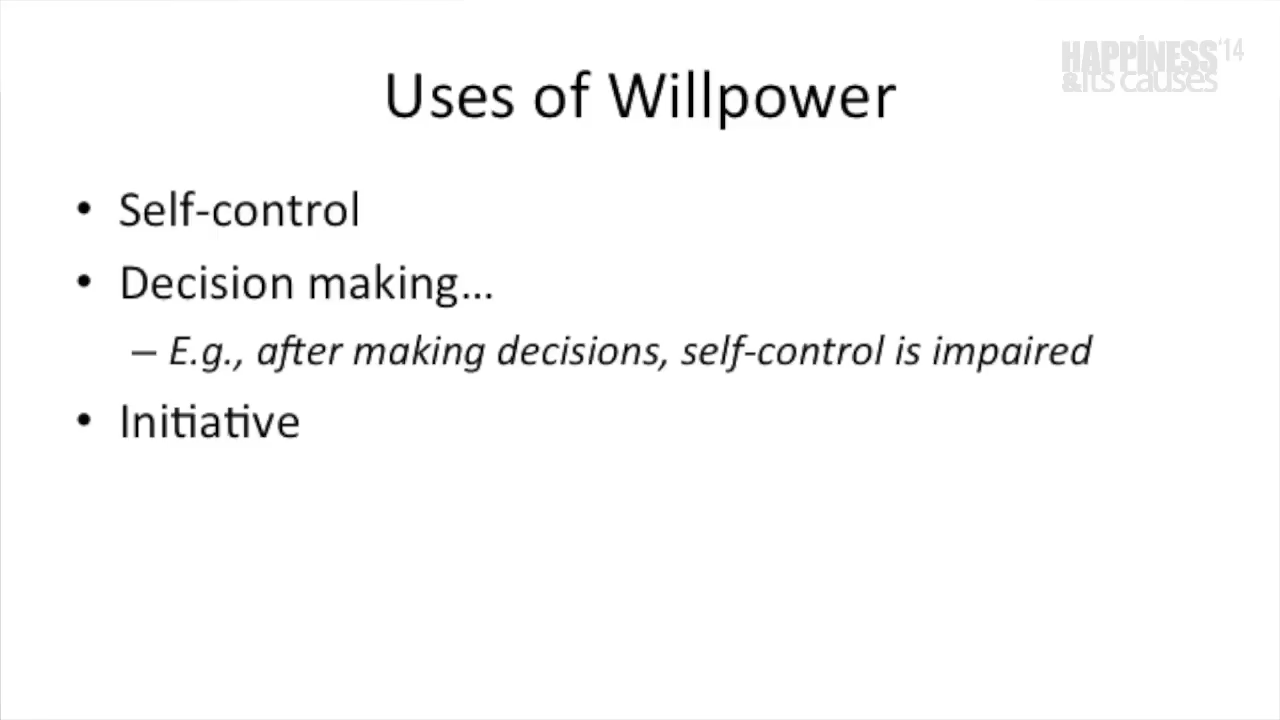 HAPPINESS '14
&its causes
Uses of Willpower
• Self-control
• Decision making...
– E.g., after making decisions, self-control is impaired
• Initiative